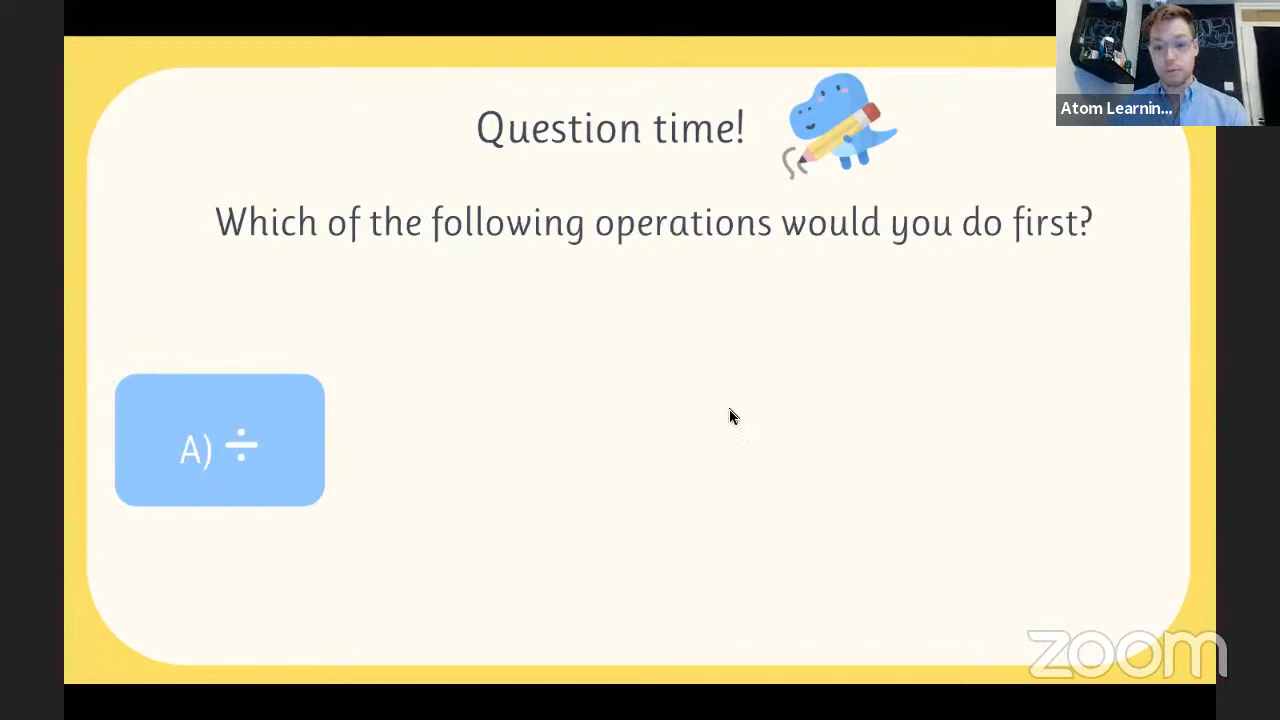 Atom Learnin...
Question time!
Which of the following operations would you do first?
A) ÷
zoom